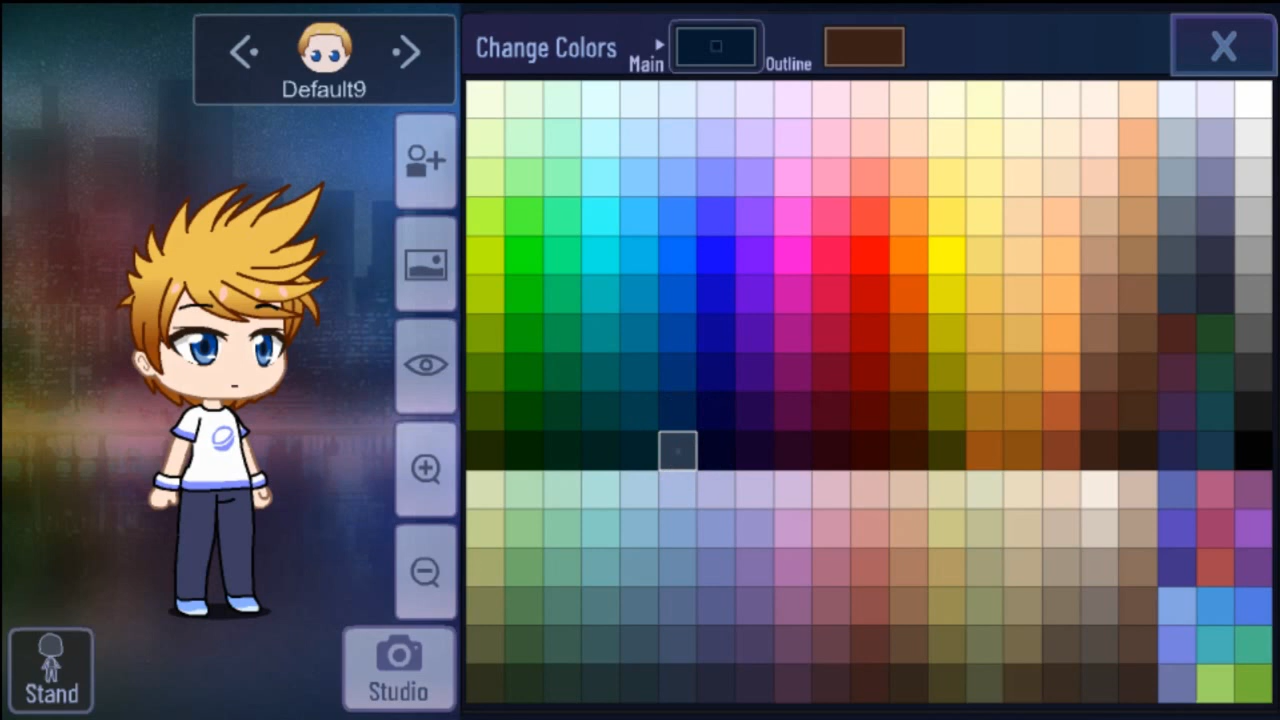 Default9
Change Colors
Main
Outline
X
Stand
Studio